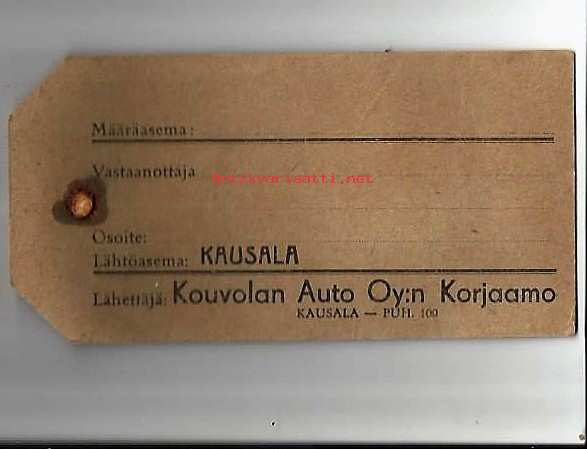 Määräasema:
Vastaanottaja
Osoite:
Lähtöasema: KAUSALA
Lähettäjä: Kouvolan Auto Oy:n Korjaamo
KAUSALA — PUH. 100